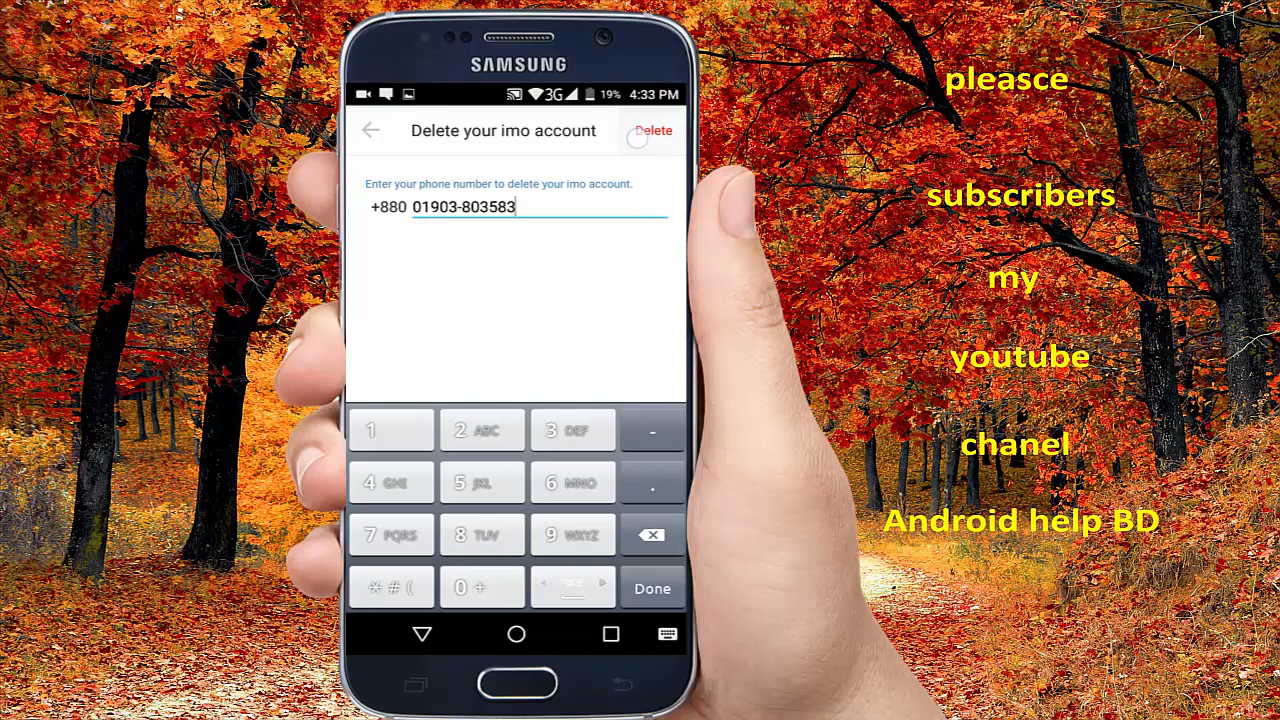 SAMSUNG
3G 19% 4:33 PM
Delete your imo account
Delete
Enter your phone number to delete your imo account.
+880 01903-803583
1
2 ABC
3 DEF
-
4 GHI
5 JKL
6 MNO
.
7 PQRS
8 TUV
9 WXYZ
* # (
0 +
Done
pleasce
subscribers
my
youtube
chanel
Android help BD